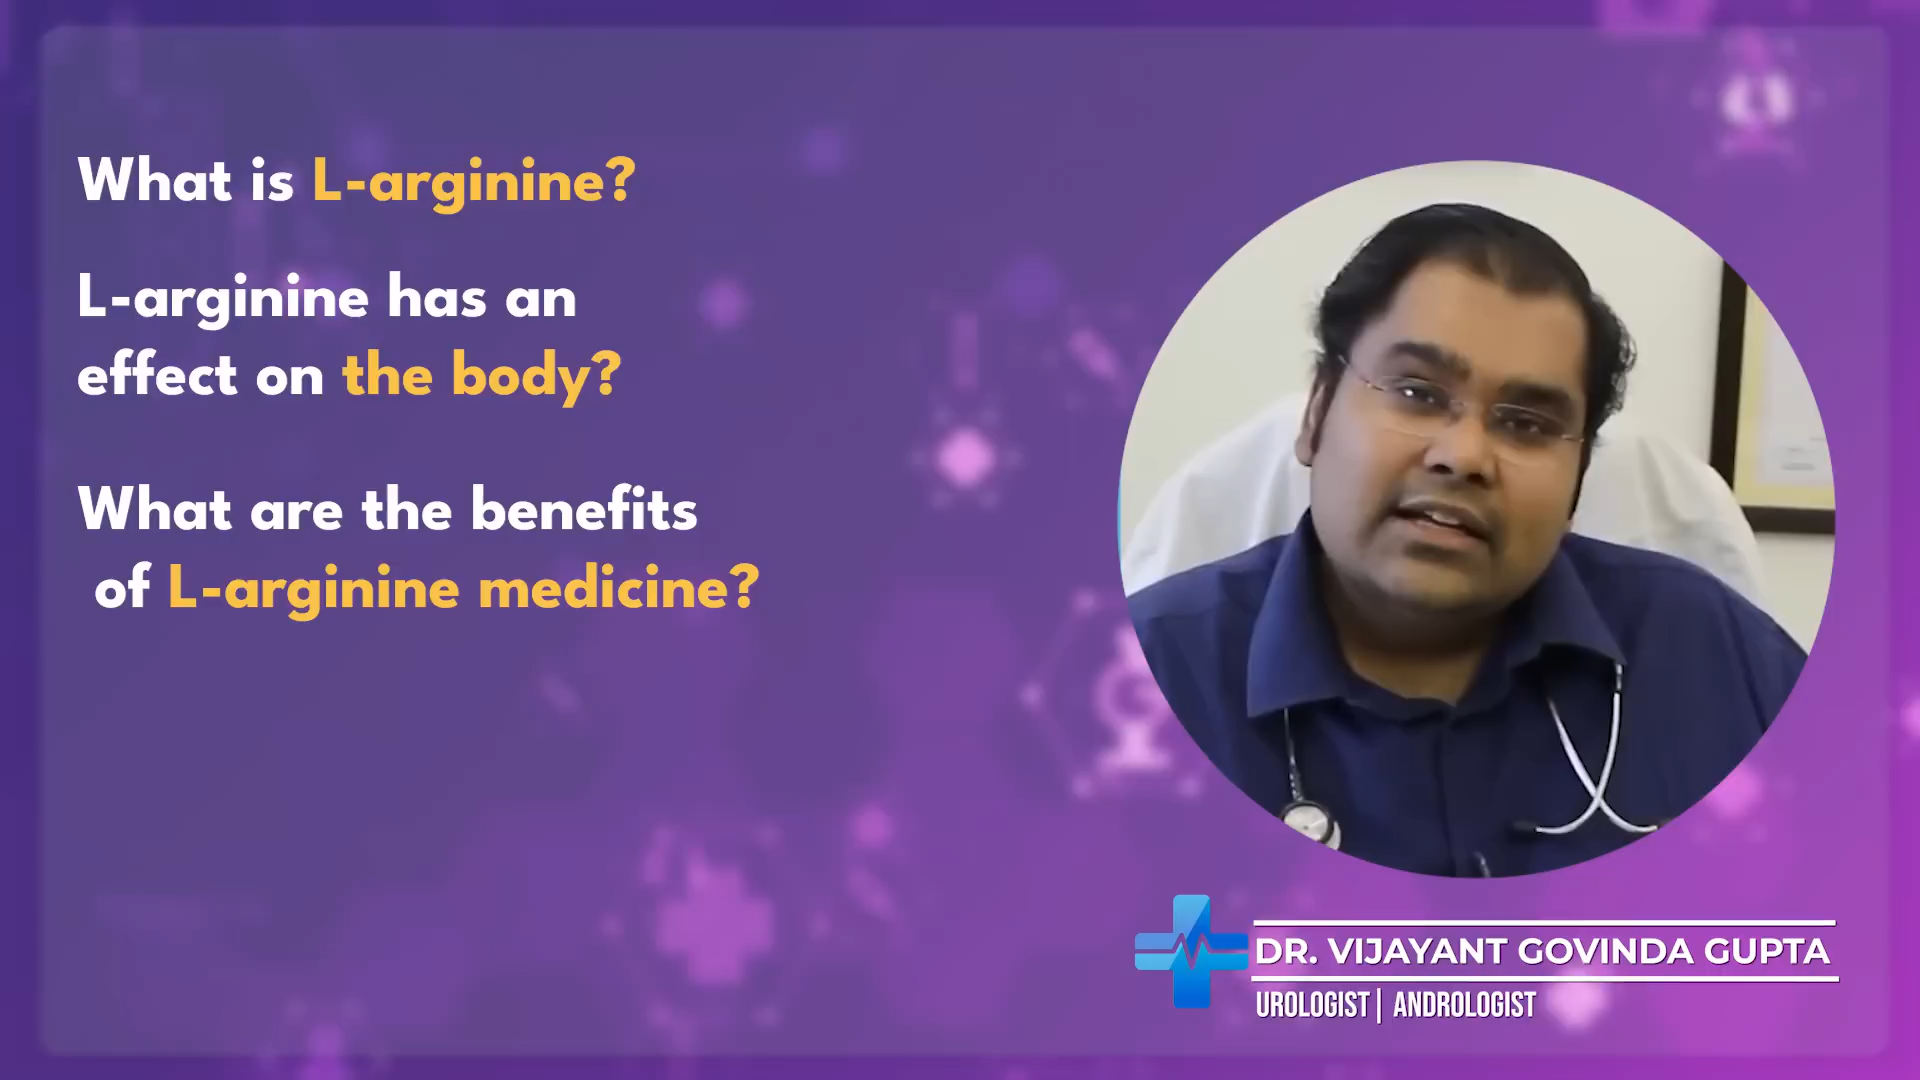 What is L-arginine?
L-arginine has an
effect on the body?
What are the benefits
of L-arginine medicine?
DR. VIJAYANT GOVINDA GUPTA
UROLOGIST| ANDROLOGIST